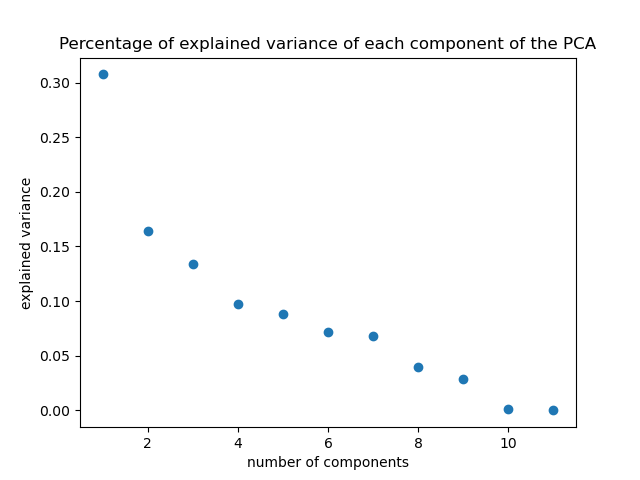 Percentage of explained variance of each component of the PCA
0.30
0.25
0.20
0.15
0.10
0.05
0.00
explained variance
2 4 6 8 10
number of components